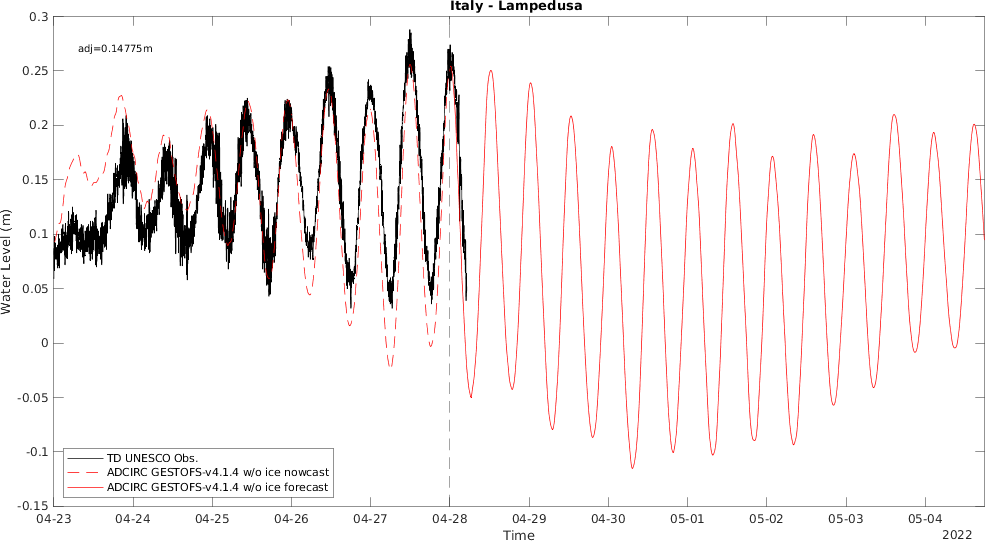 Italy - Lampedusa
adj=0.14775m
0.3
0.25
0.2
0.15
0.1
0.05
0
-0.05
-0.1
-0.15
Water Level (m)
TD UNESCO Obs.
ADCIRC GESTOFS-v4.1.4 w/o ice nowcast
ADCIRC GESTOFS-v4.1.4 w/o ice forecast
04-23 04-24 04-25 04-26 04-27 04-28 04-29 04-30 05-01 05-02 05-03 05-04
Time
2022